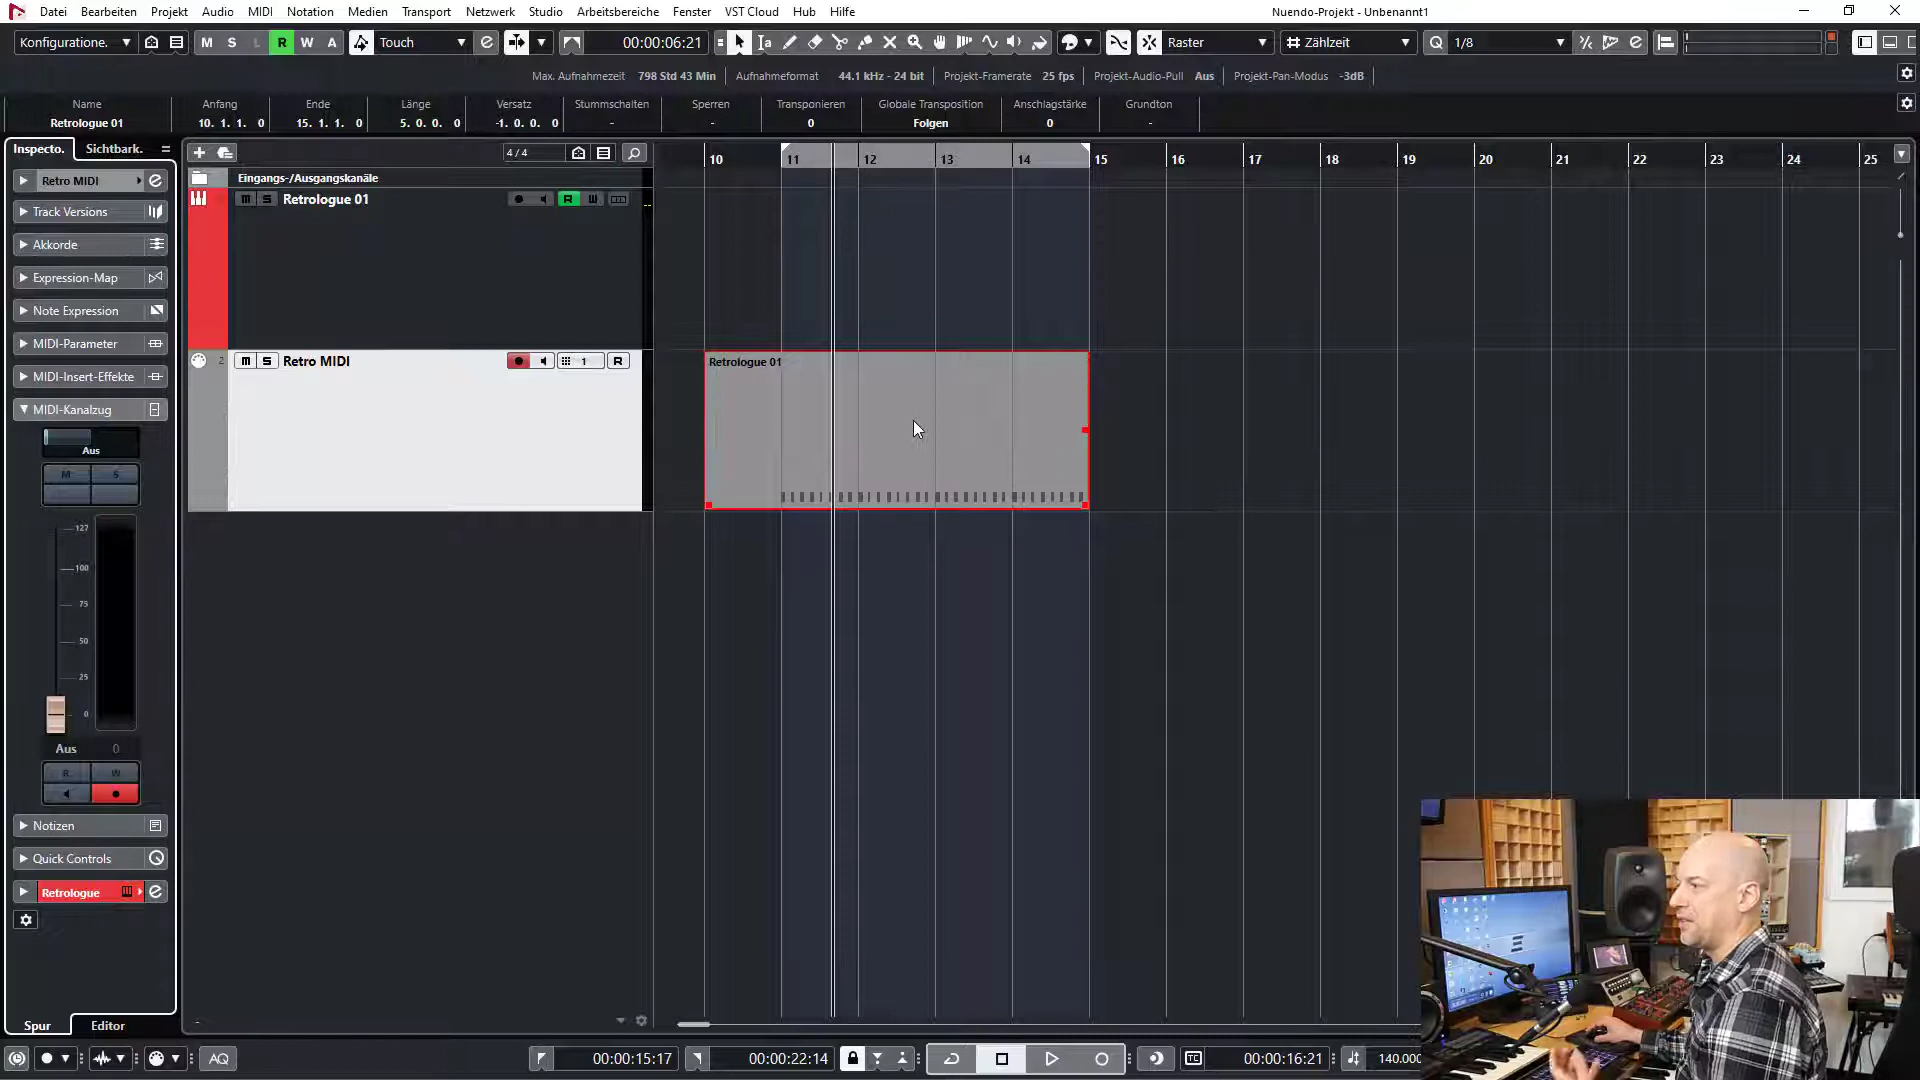 Datei Bearbeiten Projekt Audio MIDI Notation Medien Transport Netzwerk Studio Arbeitsbereiche Fenster VST Cloud Hub Hilfe Nuendo-Projekt - Unbenannt1
Konfiguratione. M S L R W A Touch 00:00:06:21 Raster Zählzeit 1/8
Max. Aufnahmezeit 798 Std 43 Min Aufnahmeformat 44.1 kHz - 24 bit Projekt-Framerate 25 fps Projekt-Audio-Pull Aus Projekt-Pan-Modus -3dB
Name Anfang Ende Länge Versatz Stummschalten Sperren Transponieren Globale Transposition Anschlagstärke Grundton
Retrologue 01 10. 1. 1. 0 15. 1. 1. 0 5. 0. 0. 0 -1. 0. 0. 0 - - 0 Folgen 0 -
Inspecto. Sichtbark. 4/4 10 11 12 13 14 15 16 17 18 19 20 21 22 23 24 25
Retro MIDI
Eingangs-/Ausgangskanäle
m S Retrologue 01 R W
Track Versions
Akkorde
Expression-Map
Note Expression
MIDI-Parameter
2 m S Retro MIDI 1 R
Retrologue 01
MIDI-Insert-Effekte
MIDI-Kanalzug
Aus
M S
127
100
75
50
25
0
Aus 0
R W
Notizen
Quick Controls
Retrologue
Spur Editor
AQ 00:00:15:17 00:00:22:14 TC 00:00:16:21 140.000